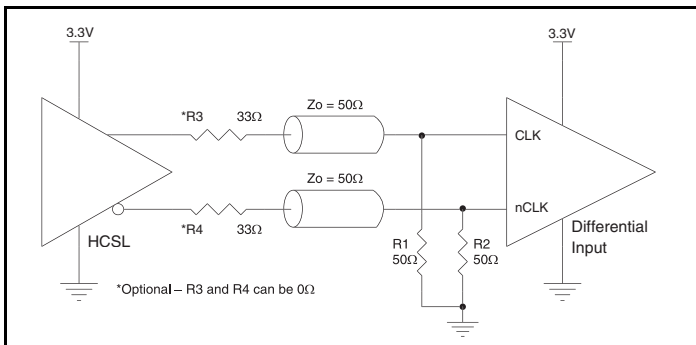 3.3V
3.3V
*R3
33Ω
Zo = 50Ω
CLK
Zo = 50Ω
nCLK
HCSL
*R4
33Ω
R1
50Ω
R2
50Ω
Differential
Input
*Optional – R3 and R4 can be 0Ω